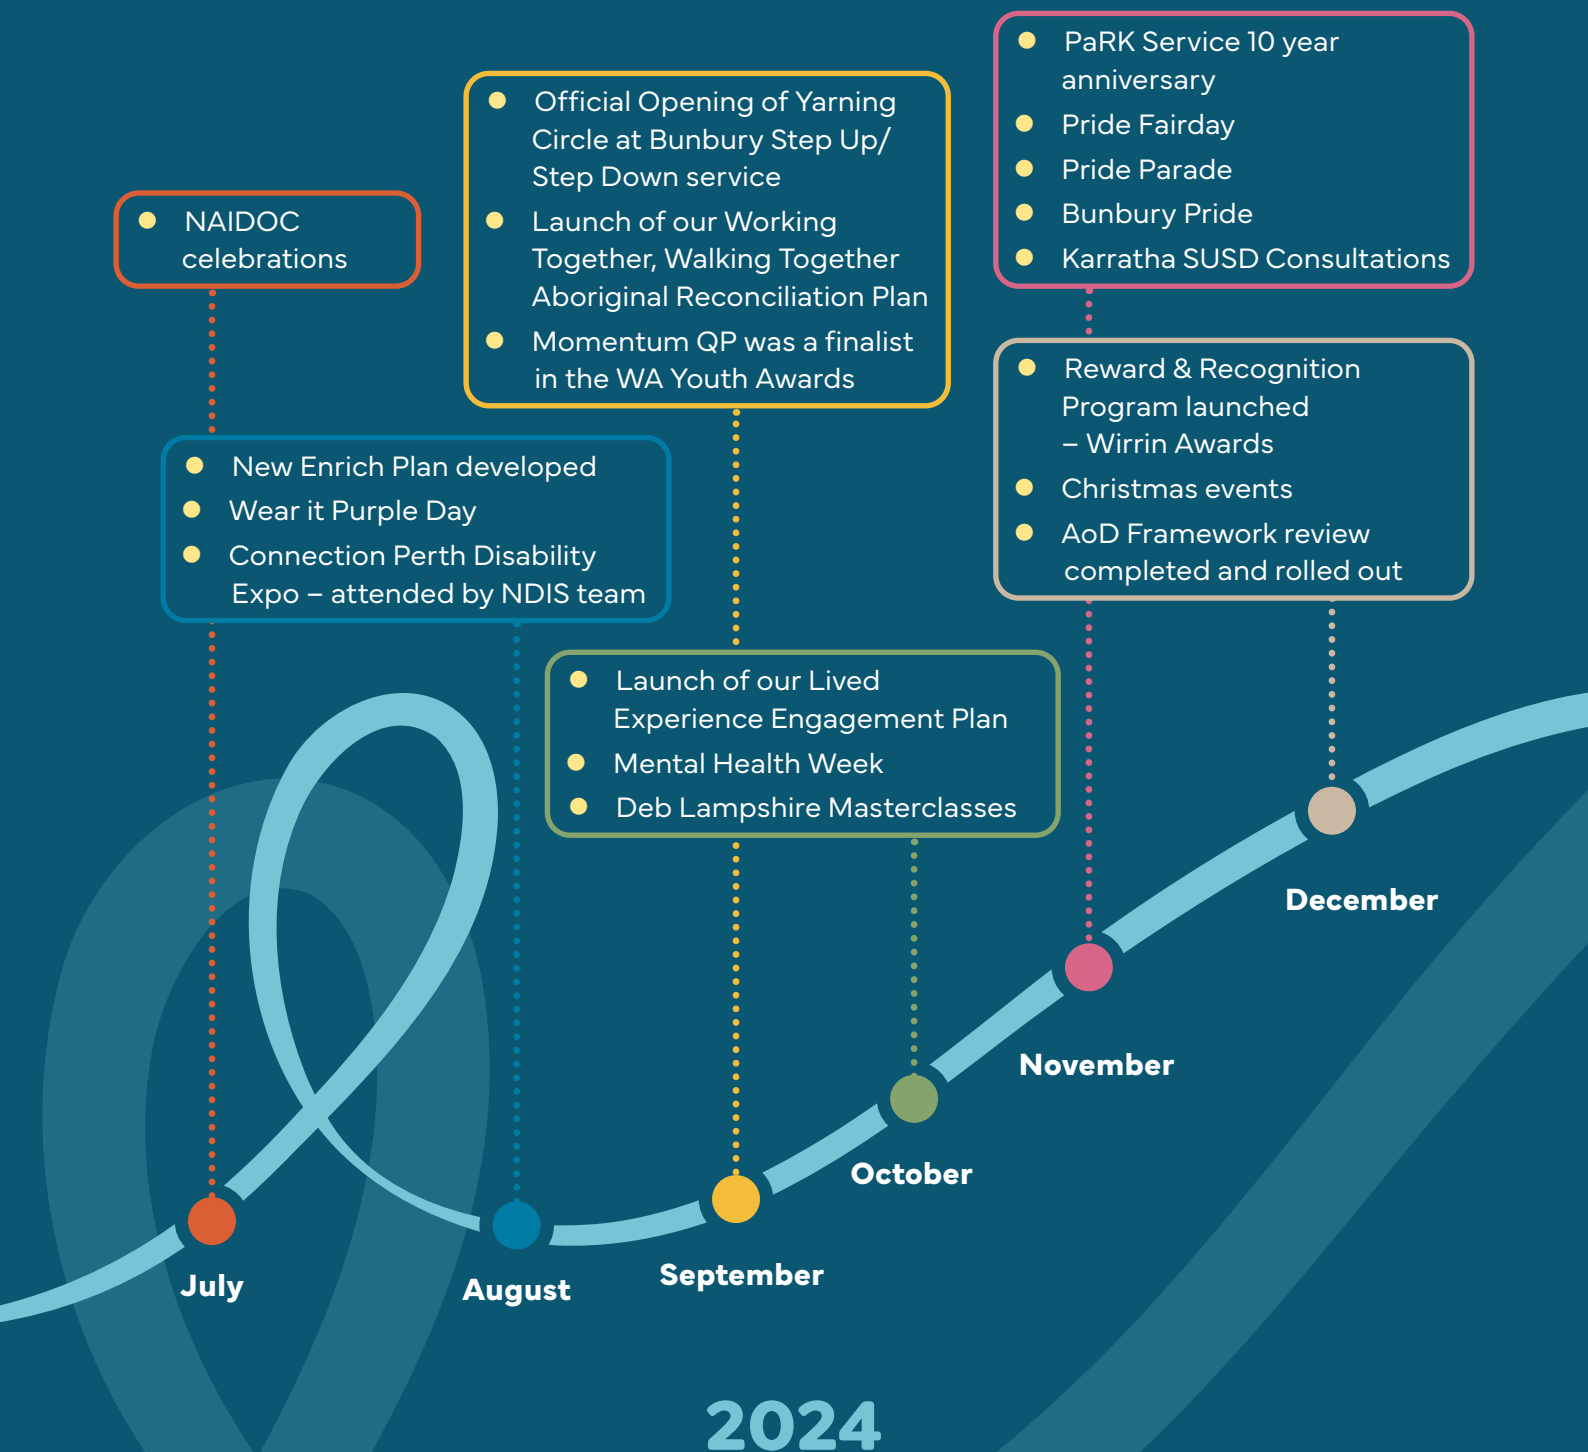 NAIDOC
celebrations
New Enrich Plan developed
Wear it Purple Day
Connection Perth Disability
Expo – attended by NDIS team
Official Opening of Yarning
Circle at Bunbury Step Up/
Step Down service
Launch of our Working
Together, Walking Together
Aboriginal Reconciliation Plan
Momentum QP was a finalist
in the WA Youth Awards
Launch of our Lived
Experience Engagement Plan
Mental Health Week
Deb Lampshire Masterclasses
PaRK Service 10 year
anniversary
Pride Fairday
Pride Parade
Bunbury Pride
Karratha SUSD Consultations
Reward & Recognition
Program launched
– Wirrin Awards
Christmas events
AoD Framework review
completed and rolled out
July
August
September
October
November
December
2024